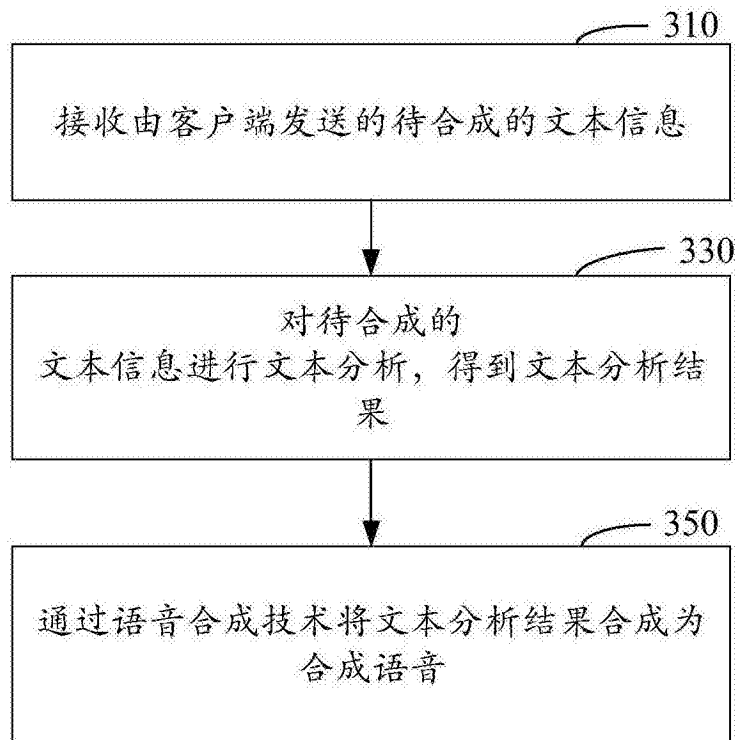 310
接收由客户端发送的待合成的文本信息
330
对待合成的
文本信息进行文本分析，得到文本分析结
果
350
通过语音合成技术将文本分析结果合成为
合成语音